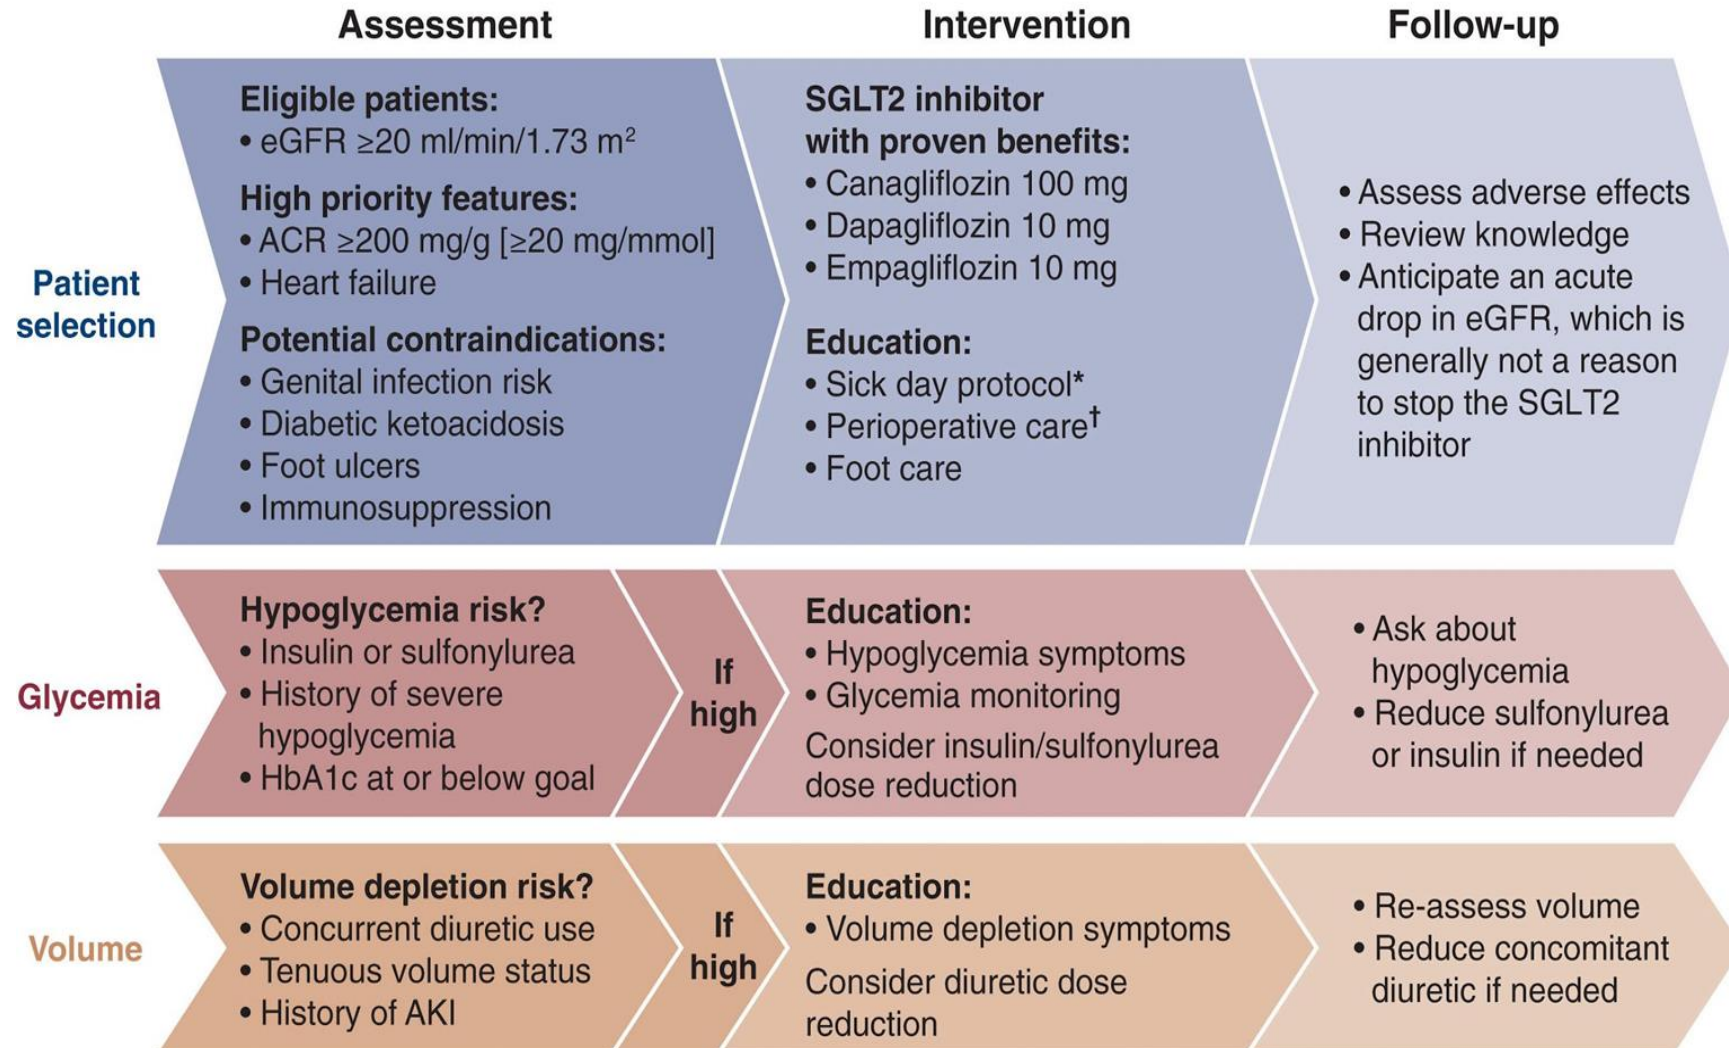 Assessment
Intervention
Follow-up
Patient
selection
Eligible patients:
• eGFR ≥20 ml/min/1.73 m²
High priority features:
• ACR ≥200 mg/g [≥20 mg/mmol]
• Heart failure
Potential contraindications:
• Genital infection risk
• Diabetic ketoacidosis
• Foot ulcers
• Immunosuppression
SGLT2 inhibitor
with proven benefits:
• Canagliflozin 100 mg
• Dapagliflozin 10 mg
• Empagliflozin 10 mg
Education:
• Sick day protocol*
• Perioperative care†
• Foot care
• Assess adverse effects
• Review knowledge
• Anticipate an acute
drop in eGFR, which is
generally not a reason
to stop the SGLT2
inhibitor
Glycemia
Hypoglycemia risk?
• Insulin or sulfonylurea
• History of severe
hypoglycemia
• HbA1c at or below goal
If
high
Education:
• Hypoglycemia symptoms
• Glycemia monitoring
Consider insulin/sulfonylurea
dose reduction
• Ask about
hypoglycemia
• Reduce sulfonylurea
or insulin if needed
Volume
Volume depletion risk?
• Concurrent diuretic use
• Tenuous volume status
• History of AKI
If
high
Education:
• Volume depletion symptoms
Consider diuretic dose
reduction
• Re-assess volume
• Reduce concomitant
diuretic if needed